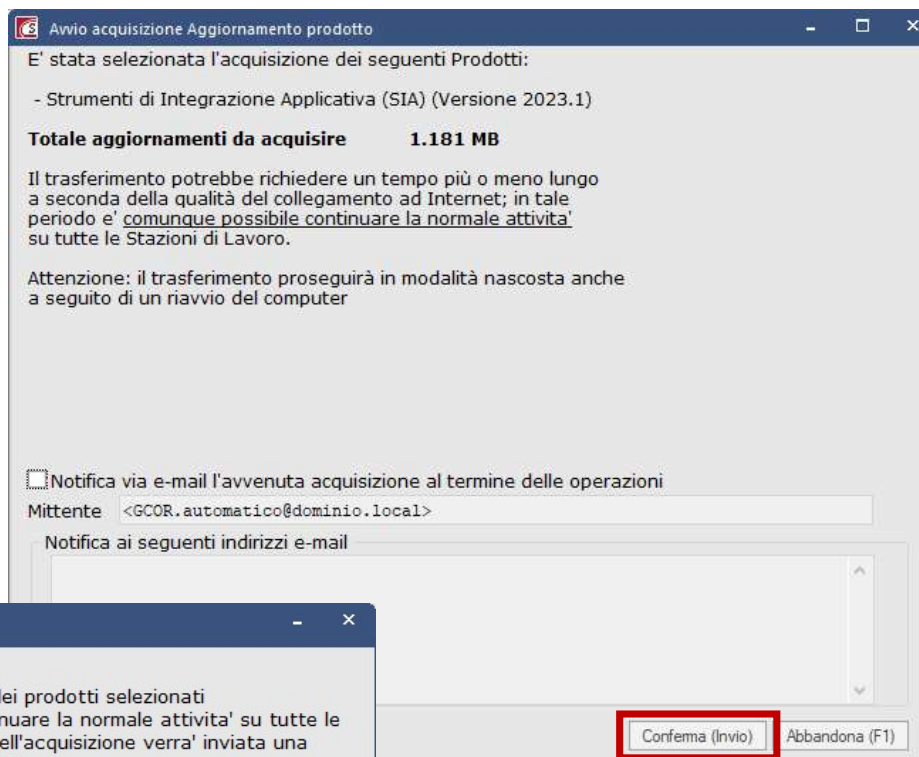 Avvio acquisizione Aggiornamento prodotto
E' stata selezionata l'acquisizione dei seguenti Prodotti:
- Strumenti di Integrazione Applicativa (SIA) (Versione 2023.1)
Totale aggiornamenti da acquisire 1.181 MB
Il trasferimento potrebbe richiedere un tempo più o meno lungo
a seconda della qualità del collegamento ad Internet; in tale
periodo e' comunque possibile continuare la normale attivita'
su tutte le Stazioni di Lavoro.
Attenzione: il trasferimento proseguirà in modalità nascosta anche
a seguito di un riavvio del computer
Notifica via e-mail l'avvenuta acquisizione al termine delle operazioni
Mittente <GCOR.automatico@dominio.local>
Notifica ai seguenti indirizzi e-mail
dei prodotti selezionati
nuare la normale attivita' su tutte le
ell'acquisizione verra' inviata una
Conferma (Invio) Abbandona (F1)